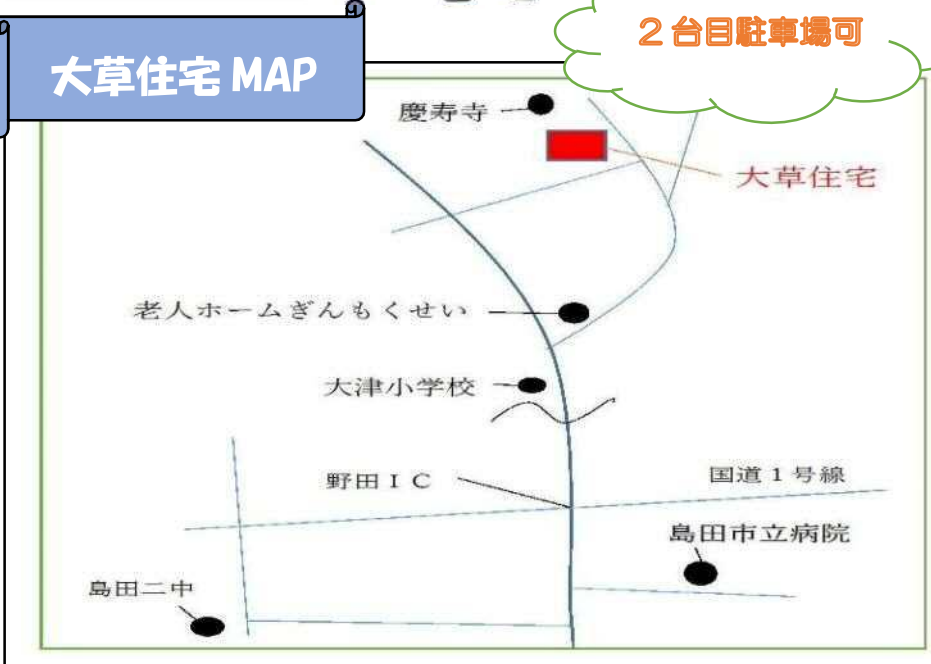 2台目駐車場可
大草住宅 MAP
慶寿寺
大草住宅
老人ホームぎんもくせい
大津小学校
野田IC
国道1号線
島田市立病院
島田二中